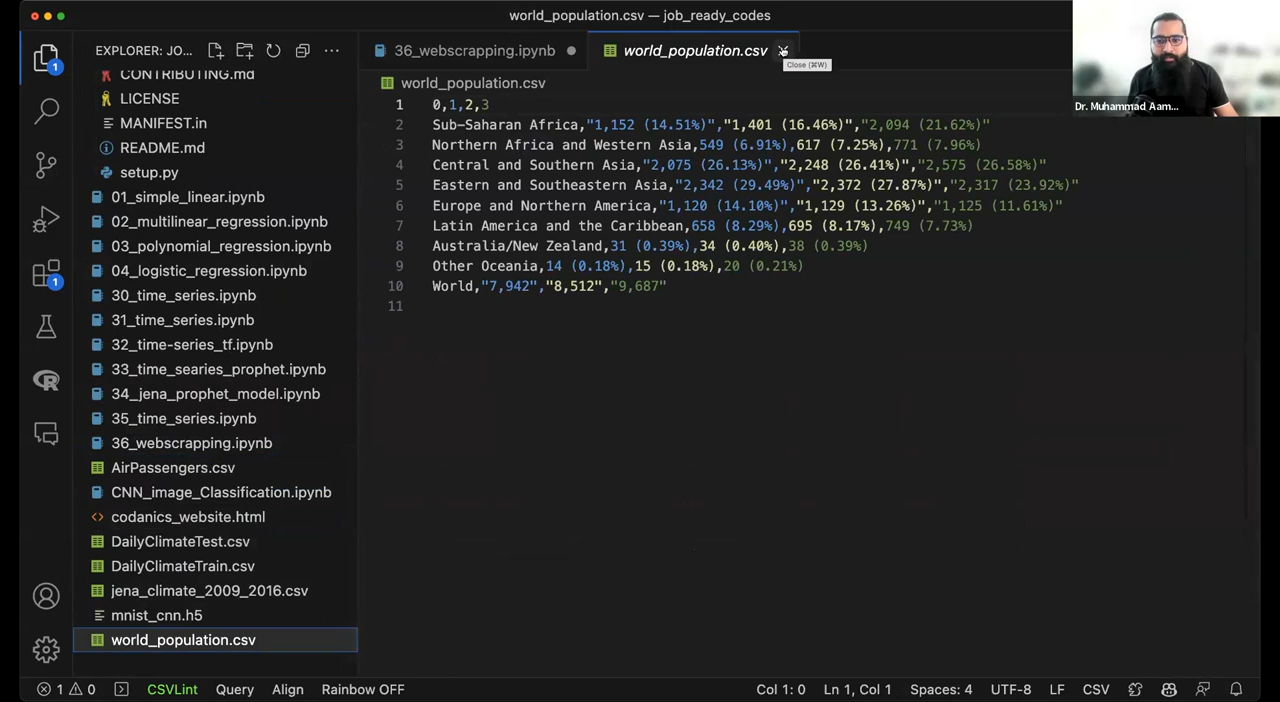 world_population.csv — job_ready_codes
EXPLORER: JO...
36_webscrapping.ipynb
world_population.csv
Close (⌘W)
Dr. Muhammad Aam...
CONTRIBUTING.md
LICENSE
MANIFEST.in
README.md
setup.py
01_simple_linear.ipynb
02_multilinear_regression.ipynb
03_polynomial_regression.ipynb
04_logistic_regression.ipynb
30_time_series.ipynb
31_time_series.ipynb
32_time-series_tf.ipynb
33_time_searies_prophet.ipynb
34_jena_prophet_model.ipynb
35_time_series.ipynb
36_webscrapping.ipynb
AirPassengers.csv
CNN_image_Classification.ipynb
codanics_website.html
DailyClimateTest.csv
DailyClimateTrain.csv
jena_climate_2009_2016.csv
mnist_cnn.h5
world_population.csv
1
1
world_population.csv
1 0,1,2,3
2 Sub-Saharan Africa,"1,152 (14.51%)","1,401 (16.46%)","2,094 (21.62%)"
3 Northern Africa and Western Asia,549 (6.91%),617 (7.25%),771 (7.96%)
4 Central and Southern Asia,"2,075 (26.13%)","2,248 (26.41%)","2,575 (26.58%)"
5 Eastern and Southeastern Asia,"2,342 (29.49%)","2,372 (27.87%)","2,317 (23.92%)"
6 Europe and Northern America,"1,120 (14.10%)","1,129 (13.26%)","1,125 (11.61%)"
7 Latin America and the Caribbean,658 (8.29%),695 (8.17%),749 (7.73%)
8 Australia/New Zealand,31 (0.39%),34 (0.40%),38 (0.39%)
9 Other Oceania,14 (0.18%),15 (0.18%),20 (0.21%)
10 World,"7,942","8,512","9,687"
11
1 0 CSVLint Query Align Rainbow OFF Col 1: 0 Ln 1, Col 1 Spaces: 4 UTF-8 LF CSV